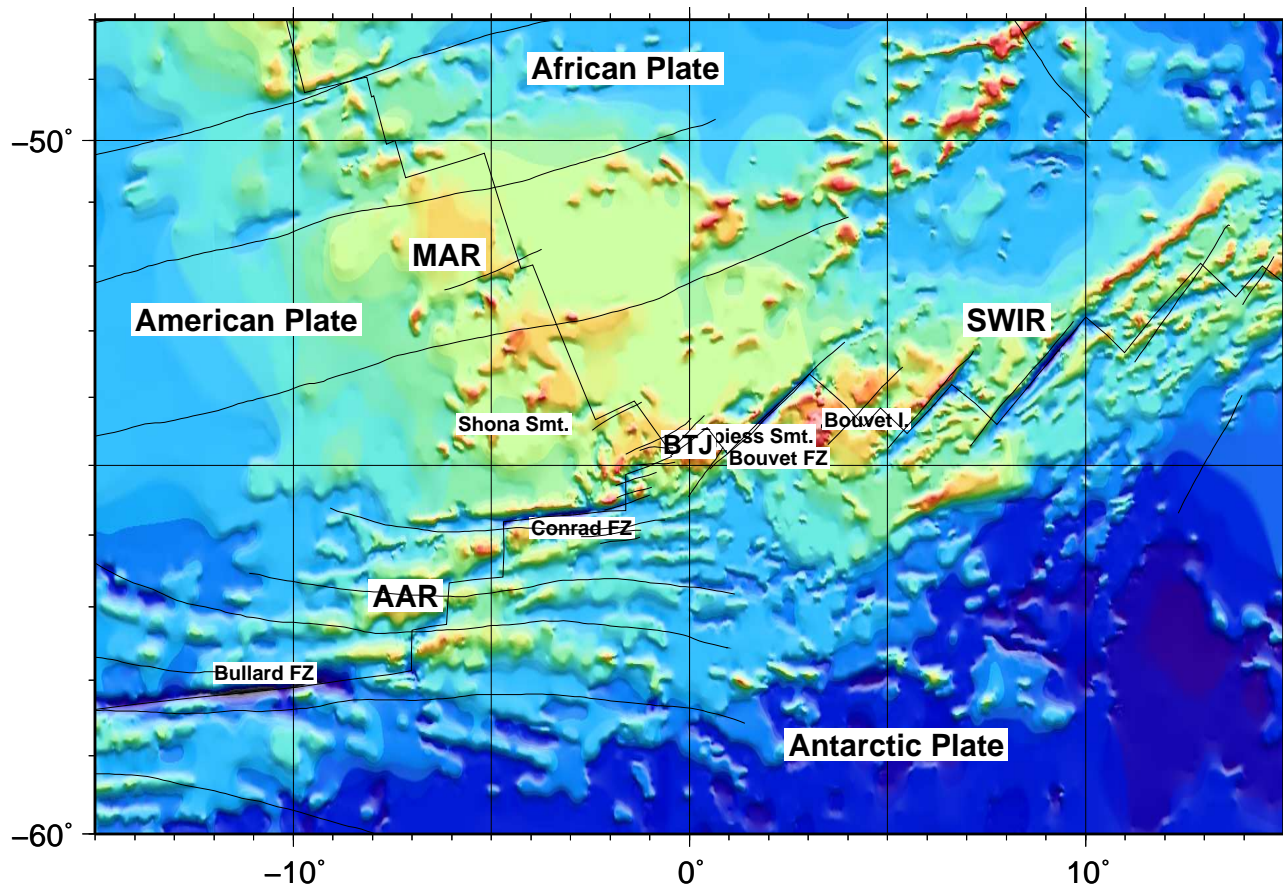 African Plate
−50˚
MAR
American Plate
SWIR
Shona Smt.
Bouvet I.
BTJ
Smt.
Bouvet FZ
Conrad FZ
AAR
Bullard FZ
Antarctic Plate
−60˚
−10˚
0˚
10˚